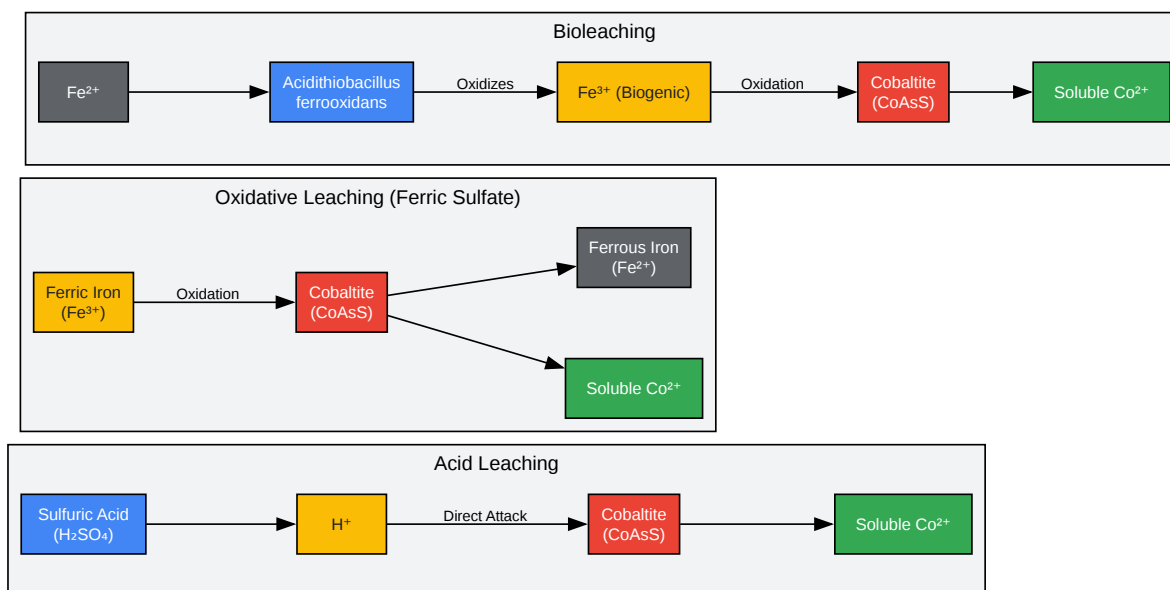 Bioleaching
Fe²⁺
Acidithiobacillus
ferrooxidans
Oxidizes
Fe³⁺ (Biogenic)
Oxidation
Cobaltite
(CoAsS)
Soluble Co²⁺
Oxidative Leaching (Ferric Sulfate)
Ferric Iron
(Fe³⁺)
Oxidation
Cobaltite
(CoAsS)
Ferrous Iron
(Fe²⁺)
Soluble Co²⁺
Acid Leaching
Sulfuric Acid
(H₂SO₄)
H⁺
Direct Attack
Cobaltite
(CoAsS)
Soluble Co²⁺